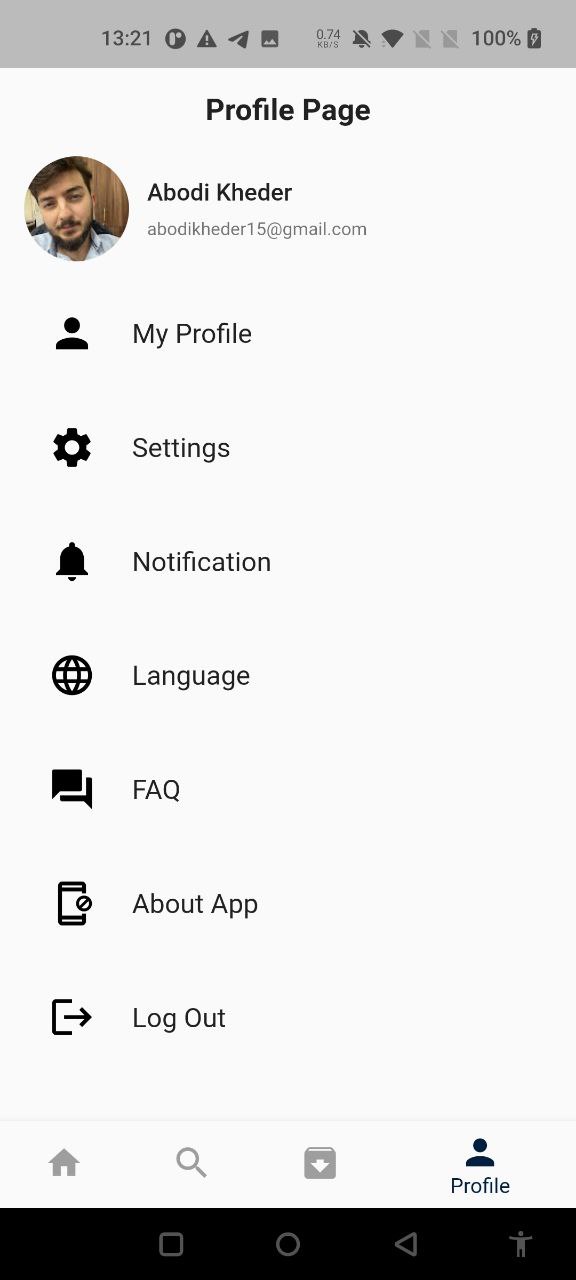 13:21
0.74
KB/S
100%
Profile Page
Abodi Kheder
abodikheder15@gmail.com
My Profile
Settings
Notification
Language
FAQ
About App
Log Out
Profile